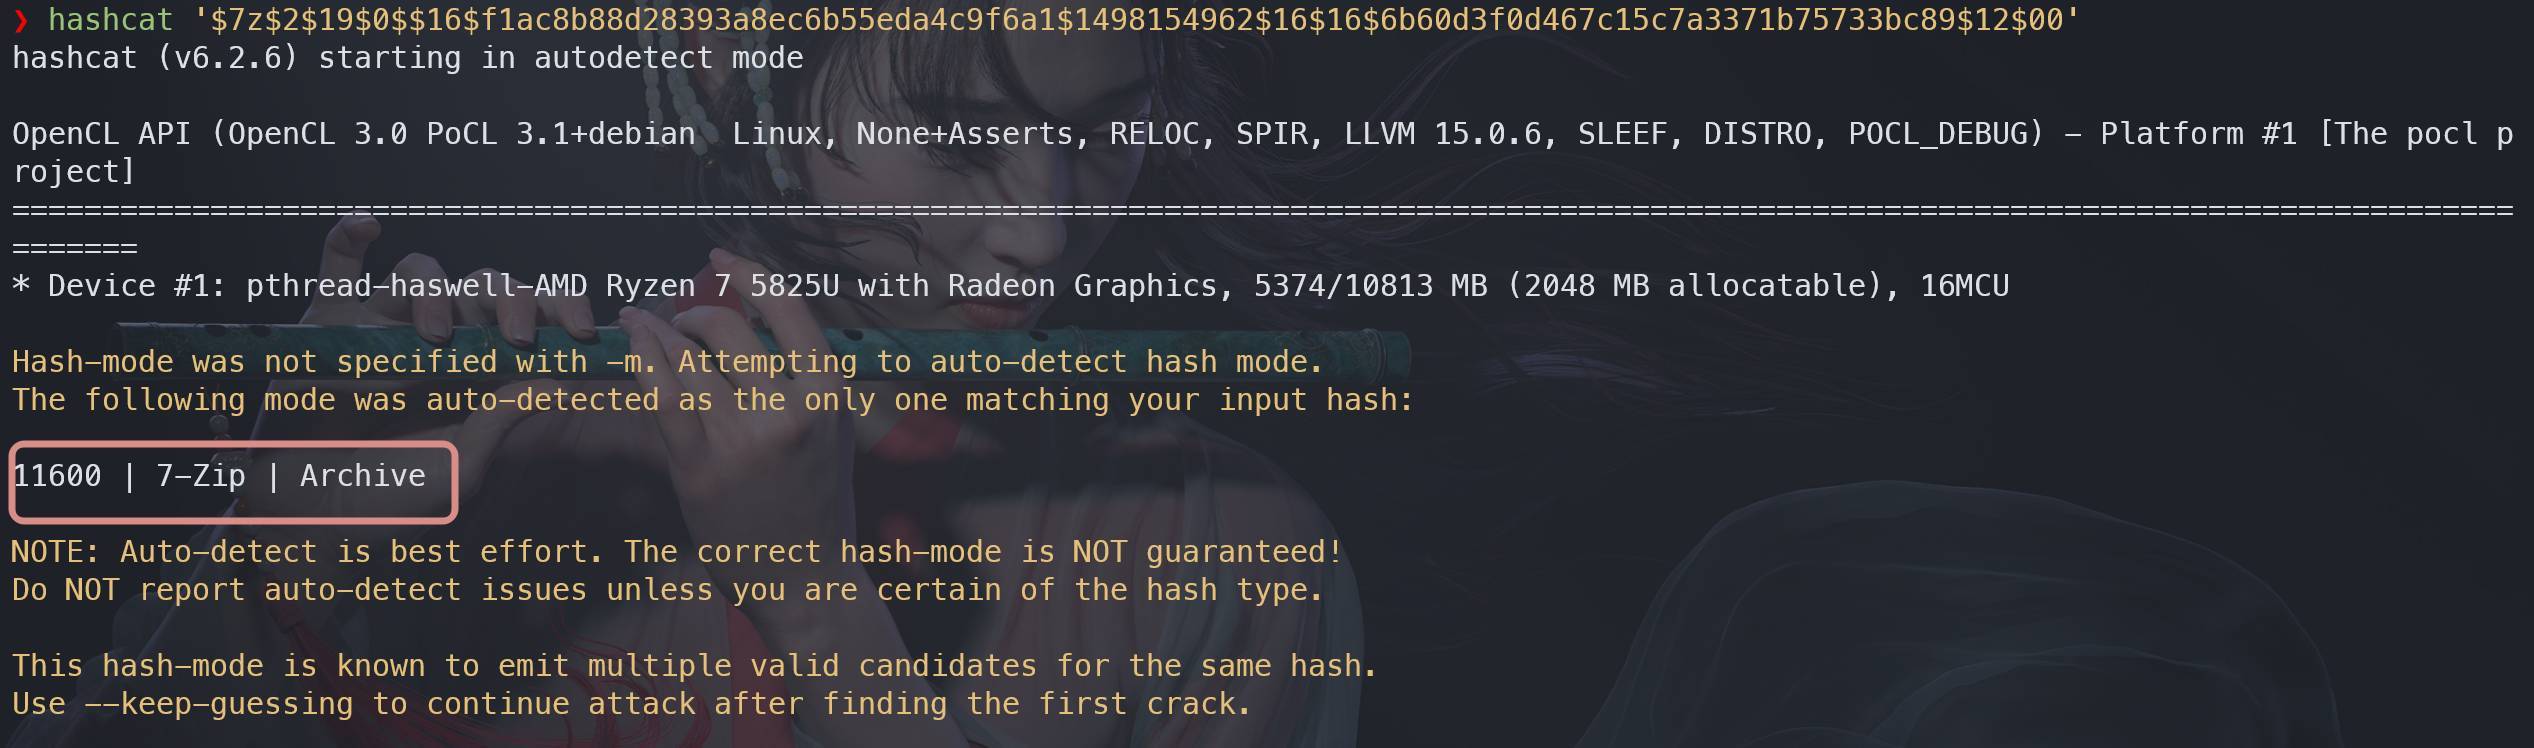 ❯ hashcat '$7z$2$19$0$$16$f1ac8b88d28393a8ec6b55eda4c9f6a1$1498154962$16$16$6b60d3f0d467c15c7a3371b75733bc89$12$00'
hashcat (v6.2.6) starting in autodetect mode
OpenCL API (OpenCL 3.0 PoCL 3.1+debian  Linux, None+Asserts, RELOC, SPIR, LLVM 15.0.6, SLEEF, DISTRO, POCL_DEBUG) - Platform #1 [The pocl p
roject]
===========================================================================================================================================
=======
* Device #1: pthread-haswell-AMD Ryzen 7 5825U with Radeon Graphics, 5374/10813 MB (2048 MB allocatable), 16MCU
Hash-mode was not specified with -m. Attempting to auto-detect hash mode.
The following mode was auto-detected as the only one matching your input hash:
11600 | 7-Zip | Archive
NOTE: Auto-detect is best effort. The correct hash-mode is NOT guaranteed!
Do NOT report auto-detect issues unless you are certain of the hash type.
This hash-mode is known to emit multiple valid candidates for the same hash.
Use --keep-guessing to continue attack after finding the first crack.